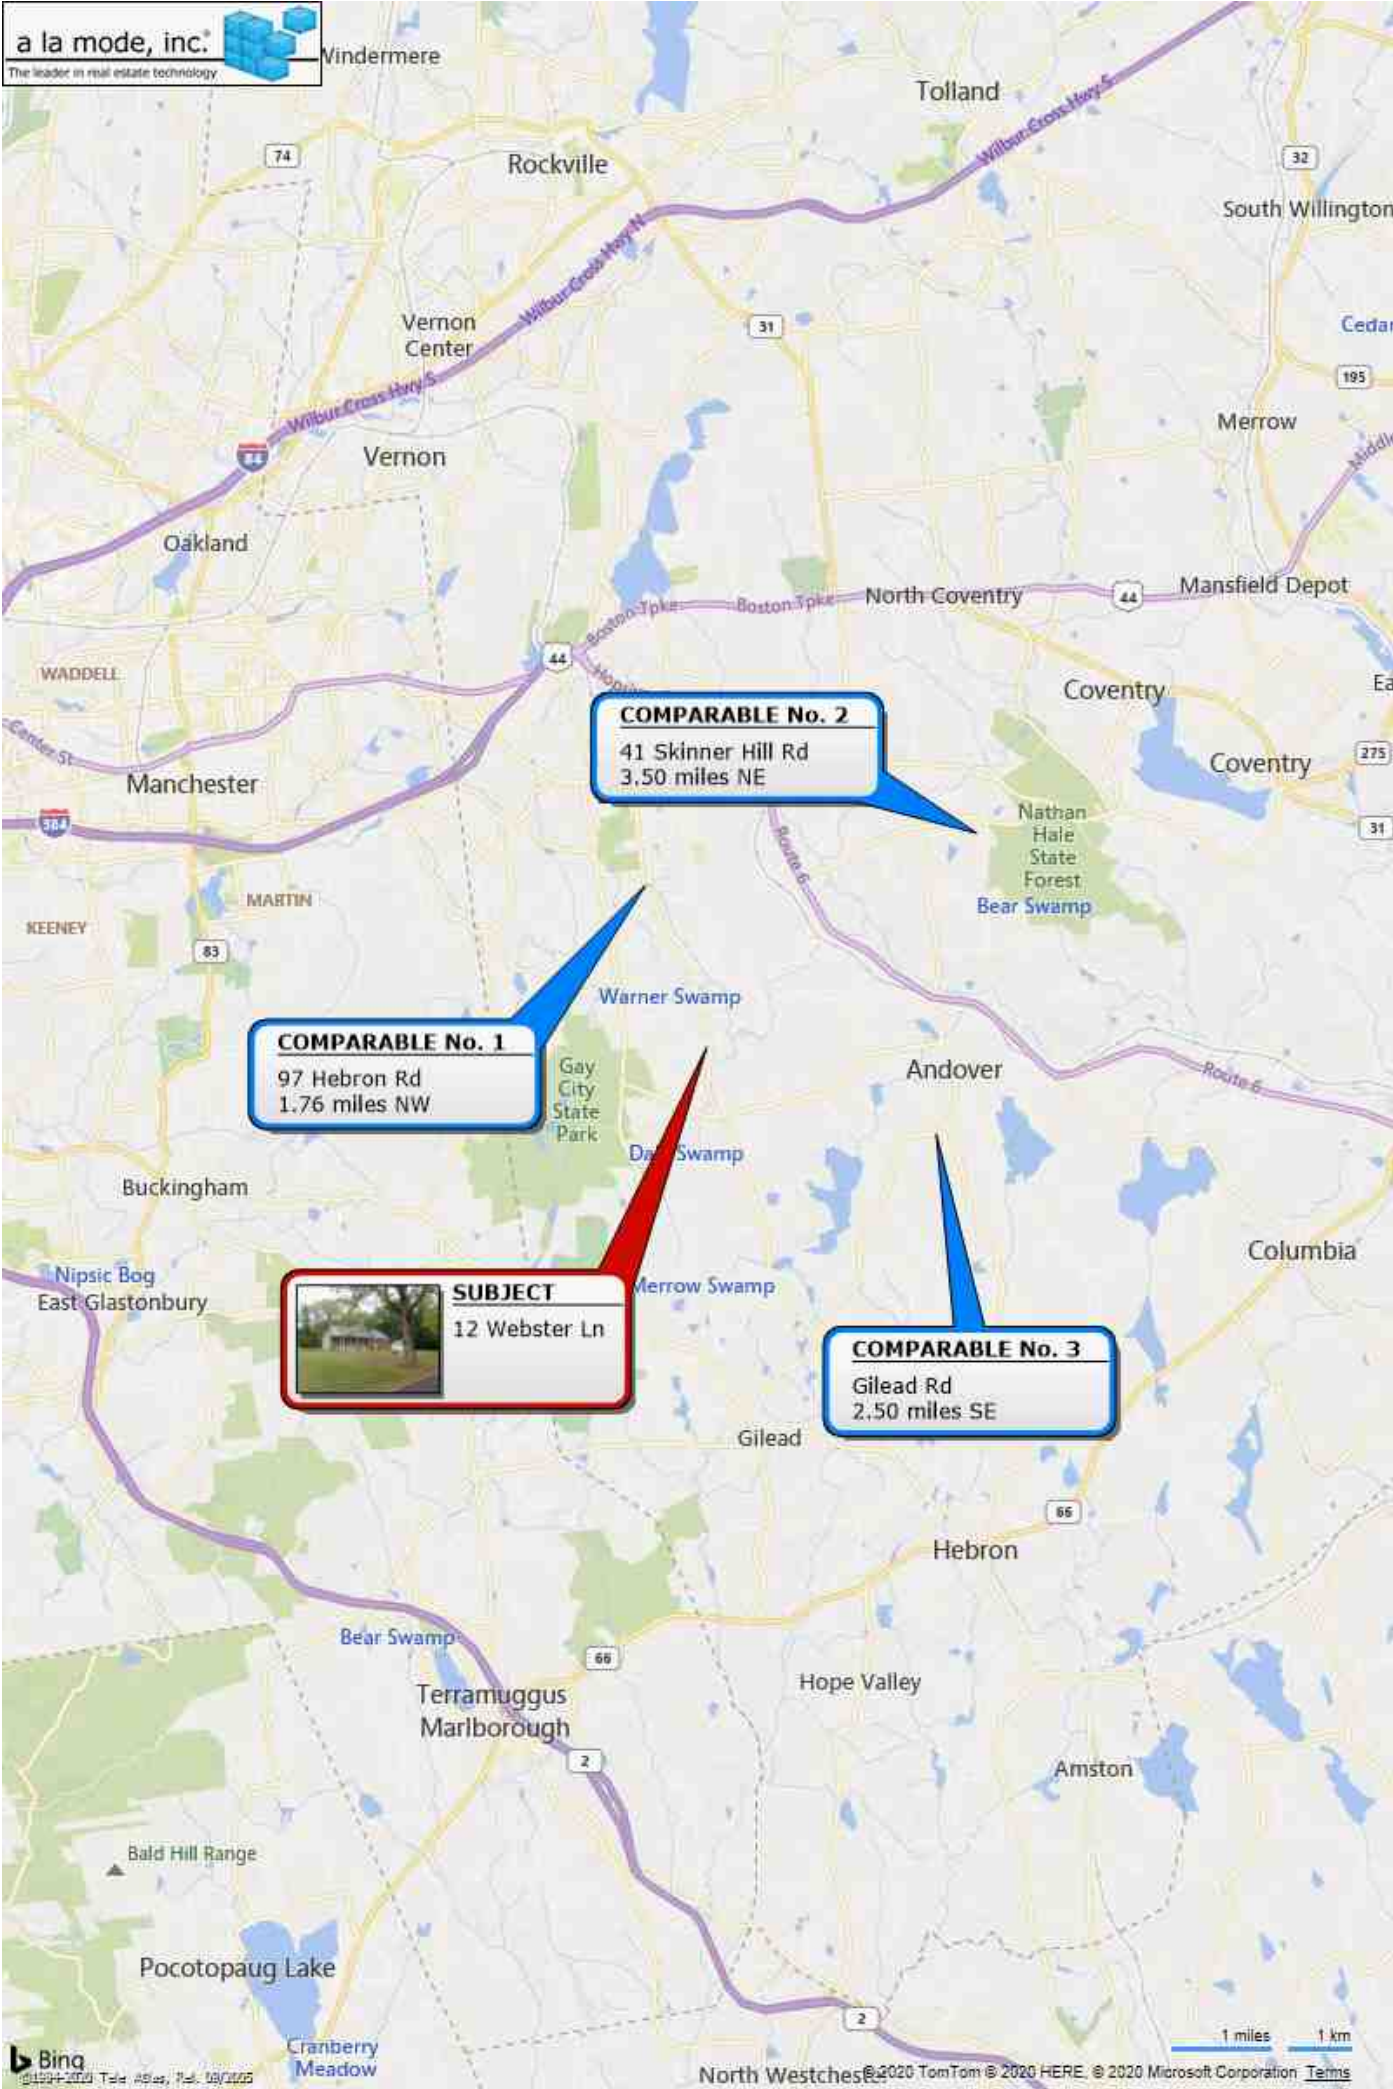 a la mode, inc.
The leader in real estate technology
Windermere
Tolland
Wilbur Cross Hwy S
74
Rockville
32
South Willington
Wilbur Cross Hwy N
Vernon
Center
31
Cedar
195
Wilbur Cross Hwy S
Merrow
84
Vernon
Middle
Oakland
Boston Tpke
Boston Tpke
North Coventry
44
Mansfield Depot
44
WADDELL
Coventry
Ea
COMPARABLE No. 2
41 Skinner Hill Rd
3.50 miles NE
Center St
Manchester
Coventry
275
384
Nathan
Hale
State
Forest
31
Route 6
MARTIN
Bear Swamp
KEENEY
83
Warner Swamp
COMPARABLE No. 1
97 Hebron Rd
1.76 miles NW
Gay
City
State
Park
Andover
Route 6
Swamp
Buckingham
Columbia
Nipsic Bog
East Glastonbury
Merrow Swamp
SUBJECT
12 Webster Ln
COMPARABLE No. 3
Gilead Rd
2.50 miles SE
Gilead
66
Hebron
Bear Swamp
66
Hope Valley
Terramuggus
Marlborough
2
Amston
Bald Hill Range
Pocotopaug Lake
2
1 miles
1 km
Cranberry
Meadow
Bing
North Westchester
© 2020 TomTom © 2020 HERE, © 2020 Microsoft Corporation Terms